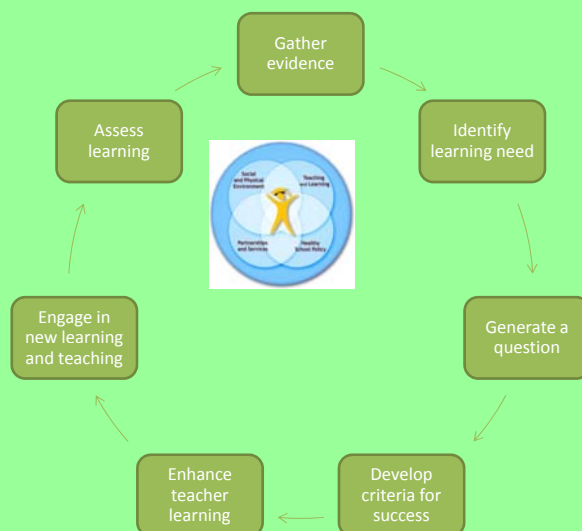 Gather
evidence
Identify
learning need
Generate a
question
Develop
criteria for
success
Enhance
teacher
learning
Engage in
new learning
and teaching
Assess
learning
Social
and Physical
Environment
Teaching
and Learning
Partnerships
and Services
Healthy
School Policy